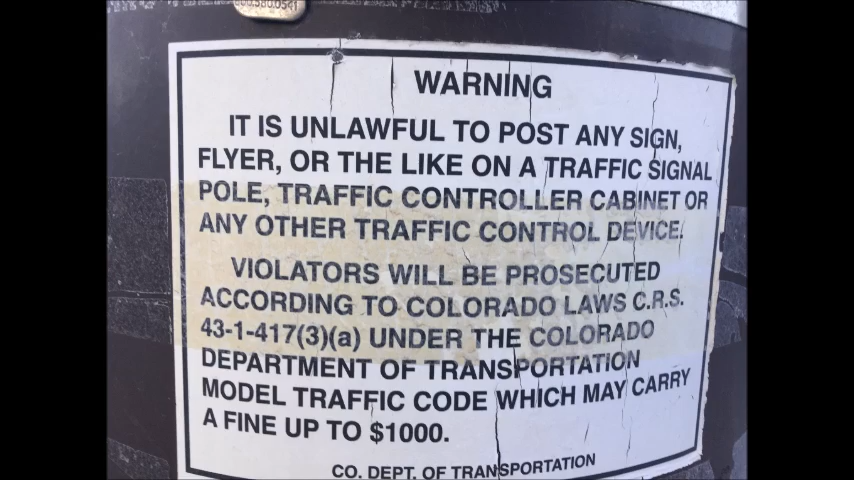 WARNING
IT IS UNLAWFUL TO POST ANY SIGN,
FLYER, OR THE LIKE ON A TRAFFIC SIGNAL
POLE, TRAFFIC CONTROLLER CABINET OR
ANY OTHER TRAFFIC CONTROL DEVICE.
VIOLATORS WILL BE PROSECUTED
ACCORDING TO COLORADO LAWS C.R.S.
43-1-417(3)(a) UNDER THE COLORADO
DEPARTMENT OF TRANSPORTATION
MODEL TRAFFIC CODE WHICH MAY CARRY
A FINE UP TO $1000.
CO. DEPT. OF TRANSPORTATION